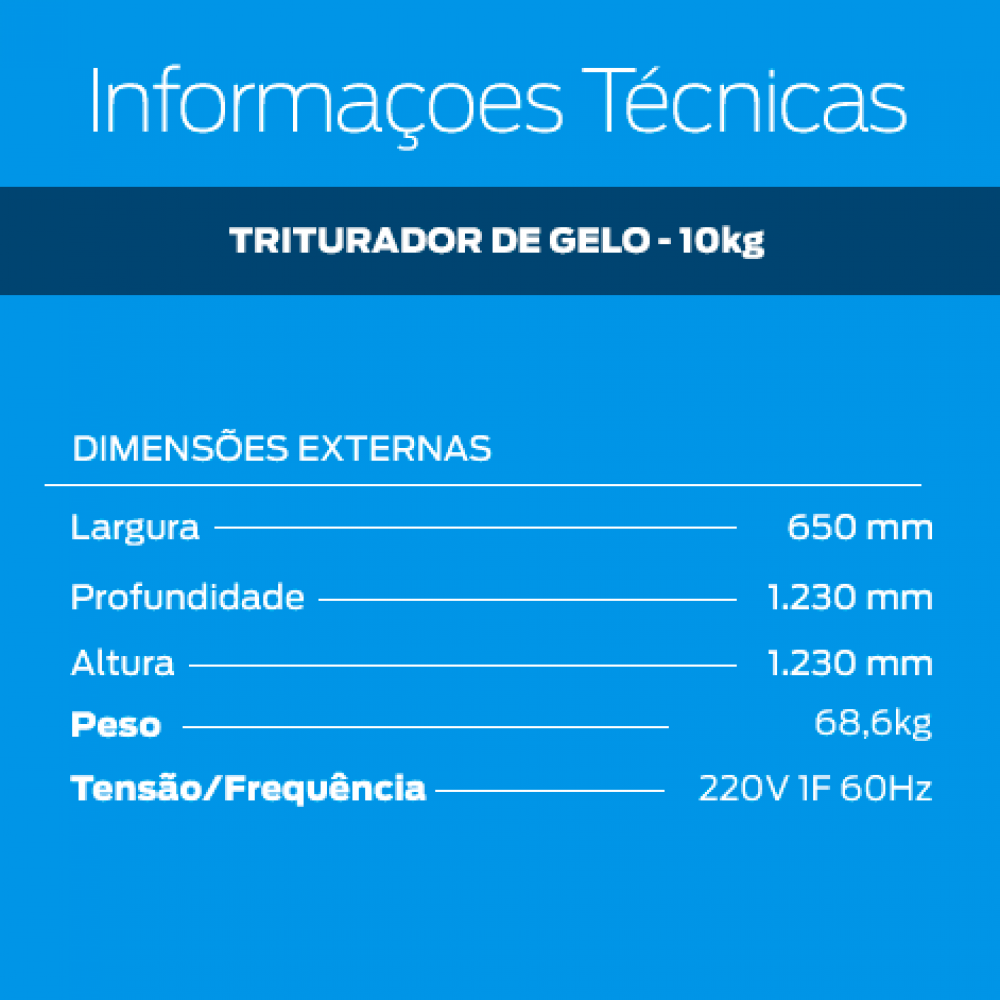 Informaçoes Técnicas
TRITURADOR DE GELO - 10kg
DIMENSÕES EXTERNAS
Largura 650 mm
Profundidade 1.230 mm
Altura 1.230 mm
Peso 68,6kg
Tensão/Frequência 220V 1F 60Hz